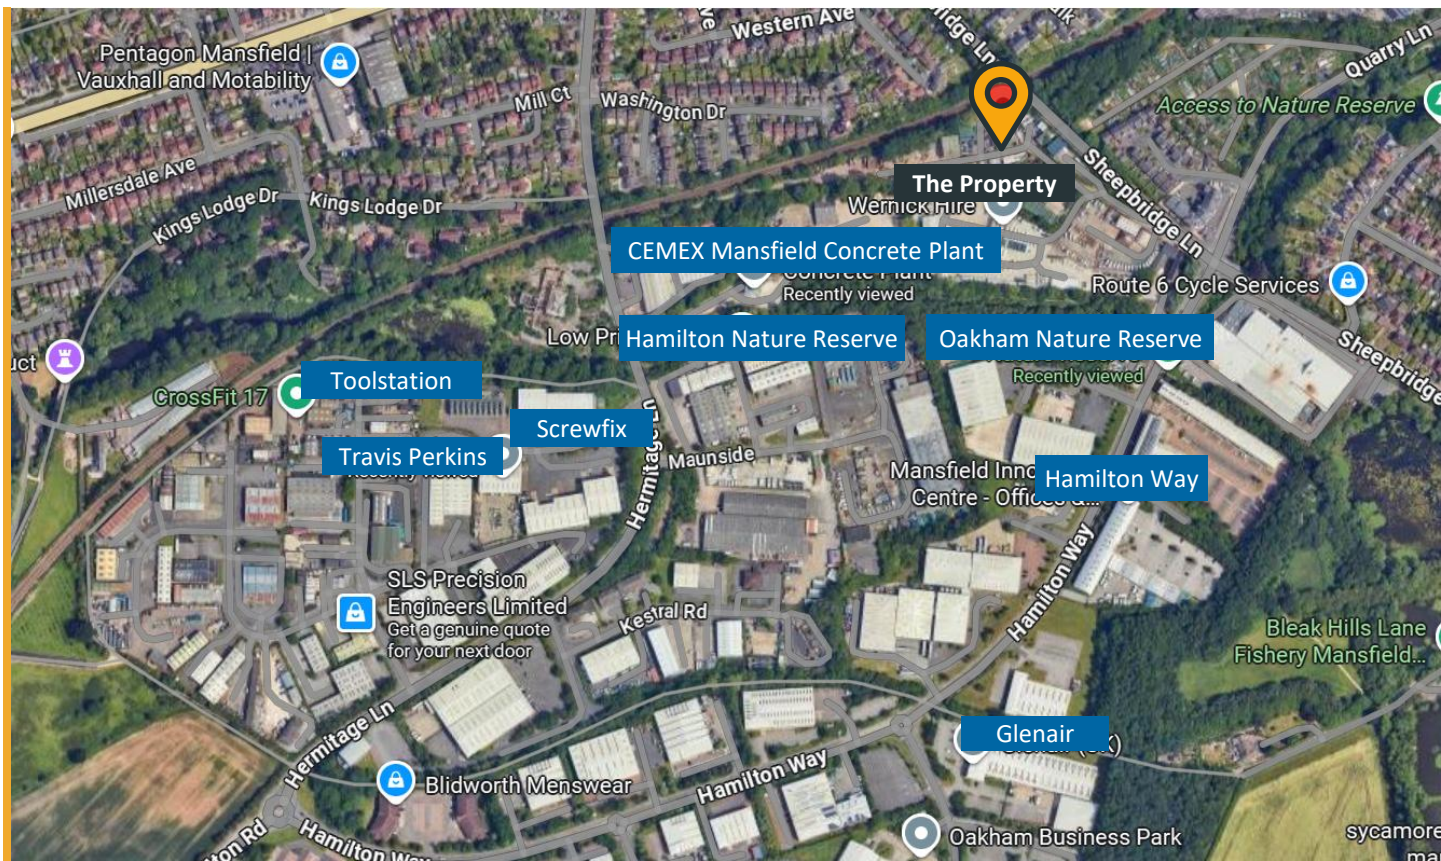 Western Ave
Pentagon Mansfield |
Vauxhall and Motability
Quarry Ln
Mill Ct
Washington Dr
Access to Nature Reserve
Millersdale Ave
Kings Lodge Dr
Kings Lodge Dr
The Property
Sheepbridge Ln
Wernick Hire
CEMEX Mansfield Concrete Plant
Concrete Plant
Recently viewed
Route 6 Cycle Services
Low Pri
Hamilton Nature Reserve
Oakham Nature Reserve
Recently viewed
Sheepbridge
uct
CrossFit 17
Toolstation
Screwfix
Travis Perkins
Hermitage Ln
Maunside
Mansfield Inno
Centre - Offices &...
Hamilton Way
SLS Precision
Engineers Limited
Get a genuine quote
for your next door
Kestral Rd
Hamilton Way
Bleak Hills Lane
Fishery Mansfield...
Hermitage Ln
Glenair
Blidworth Menswear
Hamilton Way
Oakham Business Park
sycamore
Hamilton Way